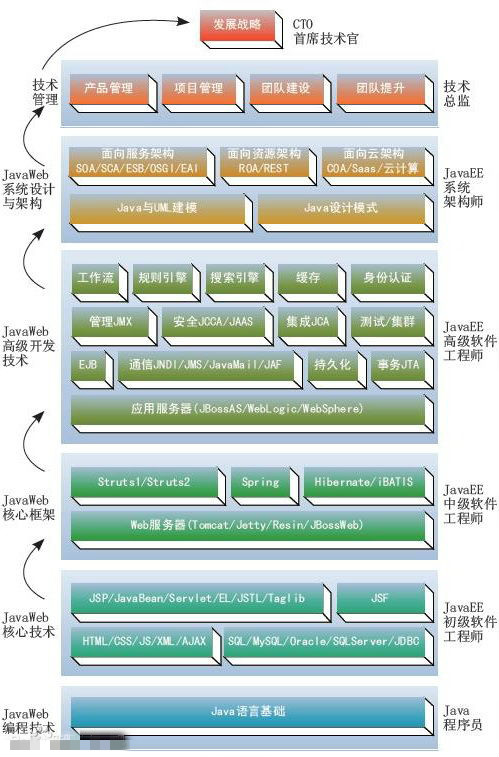 发展战略
CTO
首席技术官
技术
管理
产品管理
项目管理
团队建设
团队提升
技术
总监
JavaWeb
系统设计
与架构
面向服务架构
SOA/SCA/ESB/OSGI/EAI
面向资源架构
ROA/REST
面向云架构
COA/Saas/云计算
Java与UML建模
Java设计模式
JavaEE
系统
架构师
JavaWeb
高级开发
技术
工作流
规则引擎
搜索引擎
缓存
身份认证
管理JMX
安全JCCA/JAAS
集成JCA
测试/集群
EJB
通信JNDI/JMS/JavaMail/JAF
持久化
事务JTA
应用服务器(JBossAS/WebLogic/WebSphere)
JavaEE
高级软件
工程师
JavaWeb
核心框架
Struts1/Struts2
Spring
Hibernate/iBATIS
Web服务器(Tomcat/Jetty/Resin/JBossWeb)
JavaEE
中级软件
工程师
JavaWeb
核心技术
JSP/JavaBean/Servlet/EL/JSTL/Taglib
JSF
HTML/CSS/JS/XML/AJAX
SQL/MySQL/Oracle/SQLServer/JDBC
JavaEE
初级软件
工程师
JavaWeb
编程技术
Java语言基础
Java
程序员